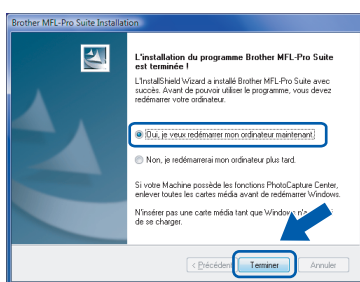 Brother MFL-Pro Suite Installation
L'installation du programme Brother MFL-Pro Suite
est terminée !
L'InstallShield Wizard a installé Brother MFL-Pro Suite avec
succès. Avant de pouvoir utiliser le programme, vous devez
redémarrer votre ordinateur.
Oui, je veux redémarrer mon ordinateur maintenant.
Non, je redémarrerai mon ordinateur plus tard.
Si votre Machine possède les fonctions PhotoCapture Center,
enlever toutes les cartes média avant de redémarrer Windows.
N'insérer pas une carte média tant que Windows
de se charger.
< Précédent Terminer Annuler